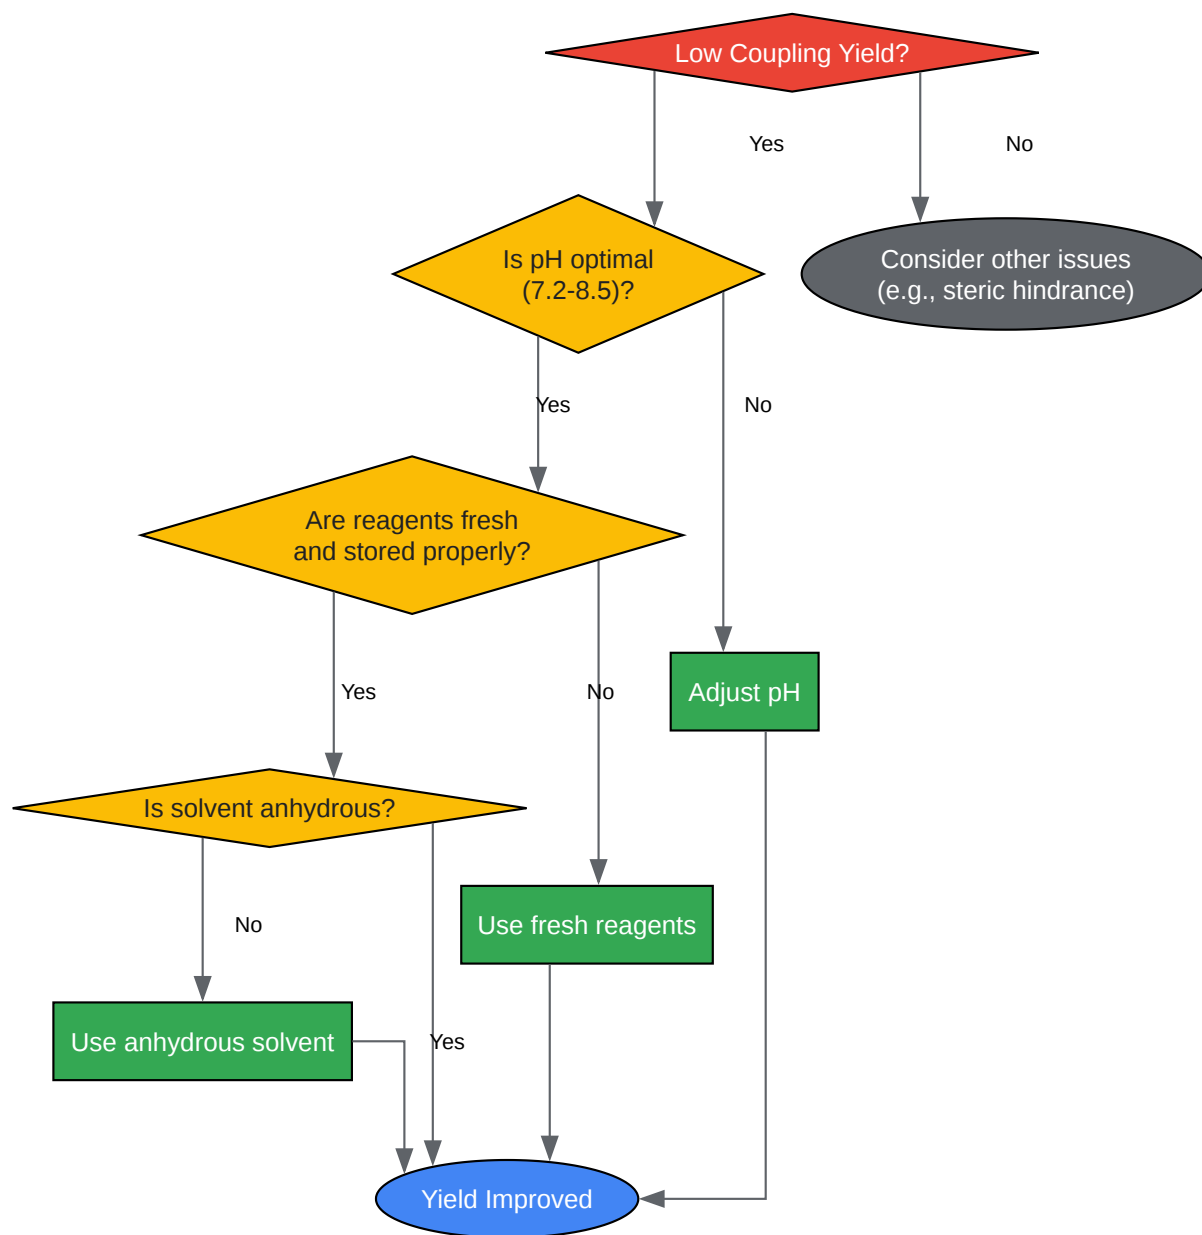 Low Coupling Yield?
Yes
No
Is pH optimal
(7.2-8.5)?
Consider other issues
(e.g., steric hindrance)
Yes
No
Are reagents fresh
and stored properly?
Yes
No
Adjust pH
Is solvent anhydrous?
No
Use fresh reagents
Use anhydrous solvent
Yes
Yield Improved